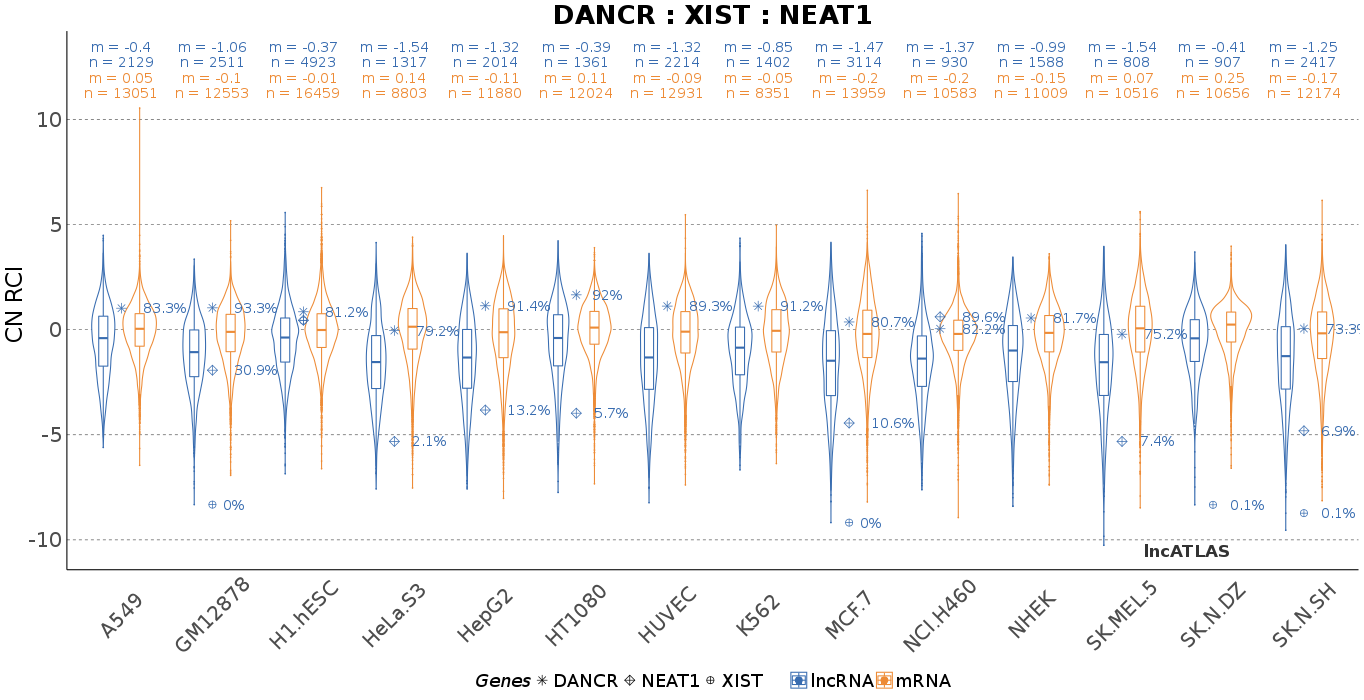 DANCR : XIST : NEAT1
m = -0.4 m = -1.06 m = -0.37 m = -1.54 m = -1.32 m = -0.39 m = -1.32 m = -0.85 m = -1.47 m = -1.37 m = -0.99 m = -1.54 m = -0.41 m = -1.25
n = 2129 n = 2511 n = 4923 n = 1317 n = 2014 n = 1361 n = 2214 n = 1402 n = 3114 n = 930 n = 1588 n = 808 n = 907 n = 2417
m = 0.05 m = -0.1 m = -0.01 m = 0.14 m = -0.11 m = 0.11 m = -0.09 m = -0.05 m = -0.2 m = -0.2 m = -0.15 m = 0.07 m = 0.25 m = -0.17
n = 13051 n = 12553 n = 16459 n = 8803 n = 11880 n = 12024 n = 12931 n = 8351 n = 13959 n = 10583 n = 11009 n = 10516 n = 10656 n = 12174
10
5
0
-5
-10
CN RCI
83.3% 93.3% 81.2% 79.2% 91.4% 92% 89.3% 91.2% 80.7% 89.6% 81.7% 75.2% 73.3%
82.2%
30.9% 2.1% 13.2% 5.7% 10.6% 7.4% 6.9%
0% 0% 0.1% 0.1%
lncATLAS
A549 GM12878 H1.hESC HeLa.S3 HepG2 HT1080 HUVEC K562 MCF.7 NCI.H460 NHEK SK.MEL.5 SK.N.DZ SK.N.SH
Genes DANCR NEAT1 XIST lncRNA mRNA